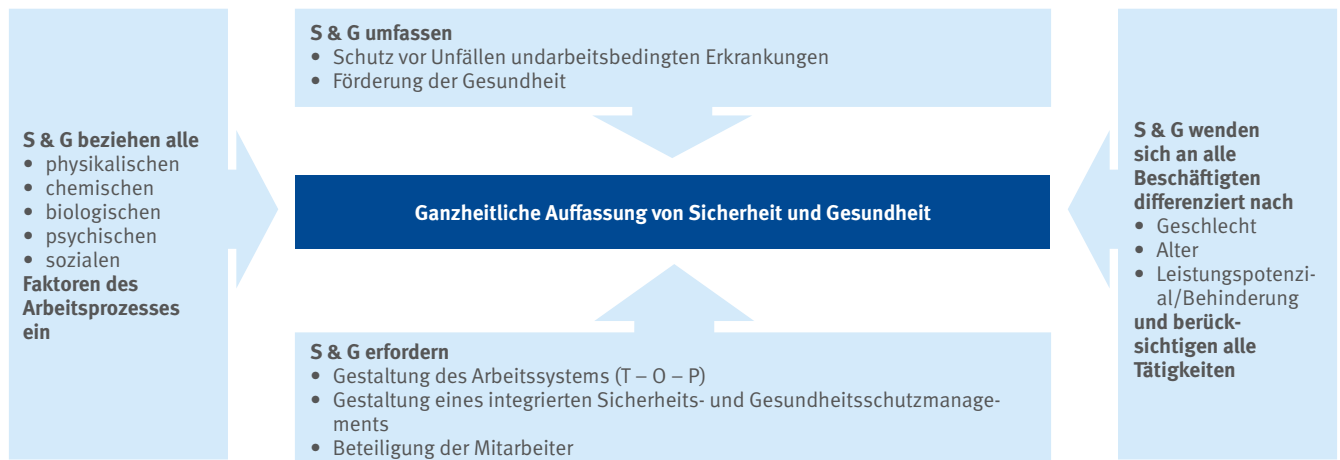 S & G umfassen
• Schutz vor Unfällen undarbeitsbedingten Erkrankungen
• Förderung der Gesundheit
S & G beziehen alle
• physikalischen
• chemischen
• biologischen
• psychischen
• sozialen
Faktoren des
Arbeitsprozesses
ein
Ganzheitliche Auffassung von Sicherheit und Gesundheit
S & G wenden
sich an alle
Beschäftigten
differenziert nach
• Geschlecht
• Alter
• Leistungspotenzi-
al/Behinderung
und berück-
sichtigen alle
Tätigkeiten
S & G erfordern
• Gestaltung des Arbeitssystems (T – O – P)
• Gestaltung eines integrierten Sicherheits- und Gesundheitsschutzmanage-
ments
• Beteiligung der Mitarbeiter